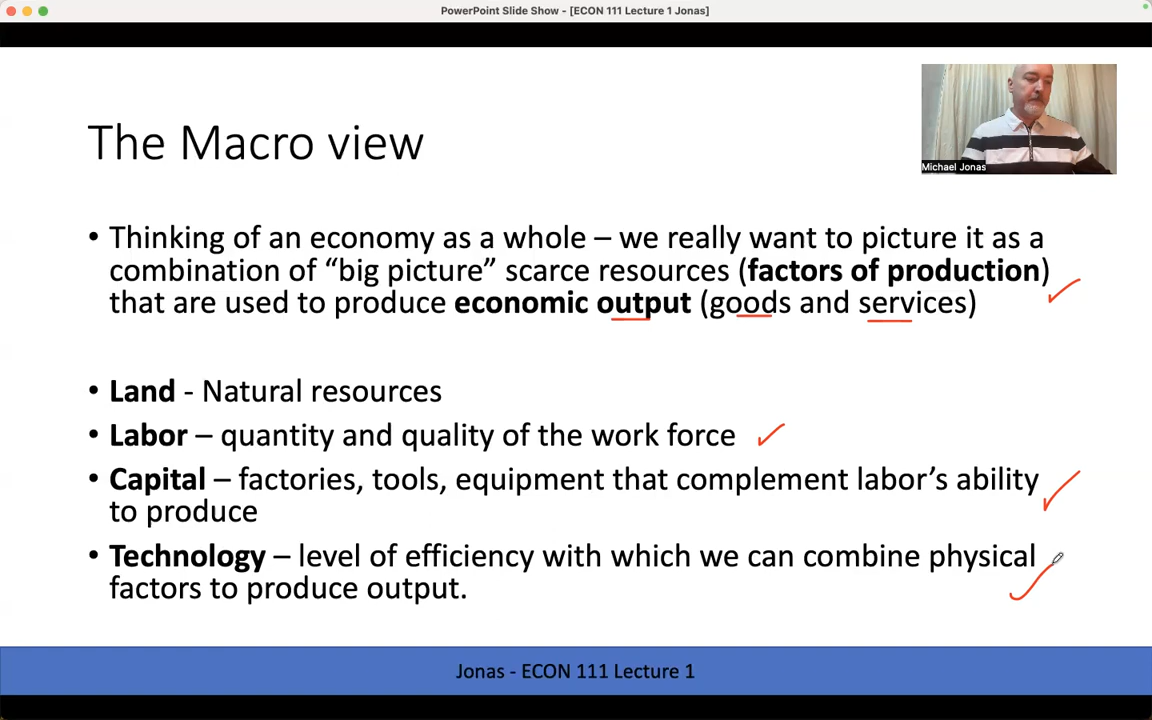 PowerPoint Slide Show - [ECON 111 Lecture 1 Jonas]
The Macro view
Michael Jonas
• Thinking of an economy as a whole – we really want to picture it as a
combination of “big picture” scarce resources (factors of production)
that are used to produce economic output (goods and services)
• Land - Natural resources
• Labor – quantity and quality of the work force
• Capital – factories, tools, equipment that complement labor’s ability
to produce
• Technology – level of efficiency with which we can combine physical
factors to produce output.
Jonas - ECON 111 Lecture 1